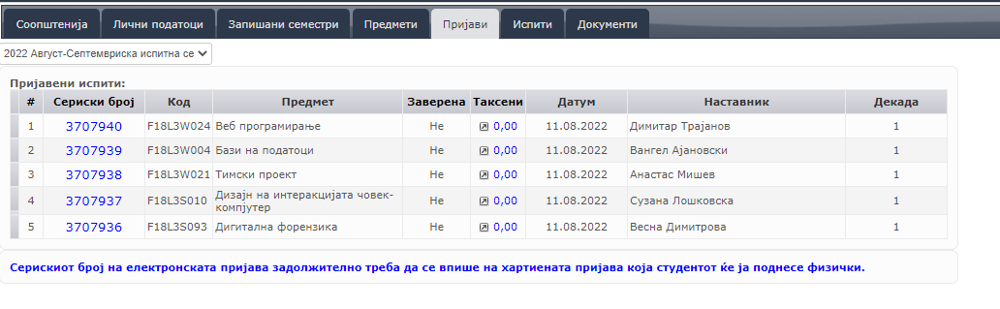 Соопштенија Лични податоци Запишани семестри Предмети Пријави Испити Документи
2022 Август-Септемвриска испитна се
Пријавени испити:
# Сериски број Код Предмет Заверена Таксени Датум Наставник Декада
1 3707940 F18L3W024 Веб програмирање Не 0,00 11.08.2022 Димитар Трајанов 1
2 3707939 F18L3W004 Бази на податоци Не 0,00 11.08.2022 Вангел Ајановски 1
3 3707938 F18L3W021 Тимски проект Не 0,00 11.08.2022 Анастас Мишев 1
4 3707937 F18L3S010 Дизајн на интеракцијата човек-
компјутер Не 0,00 11.08.2022 Сузана Лошковска 1
5 3707936 F18L3S093 Дигитална форензика Не 0,00 11.08.2022 Весна Димитрова 1
Серискиот број на електронската пријава задолжително треба да се впише на хартиената пријава која студентот ќе ја поднесе физички.